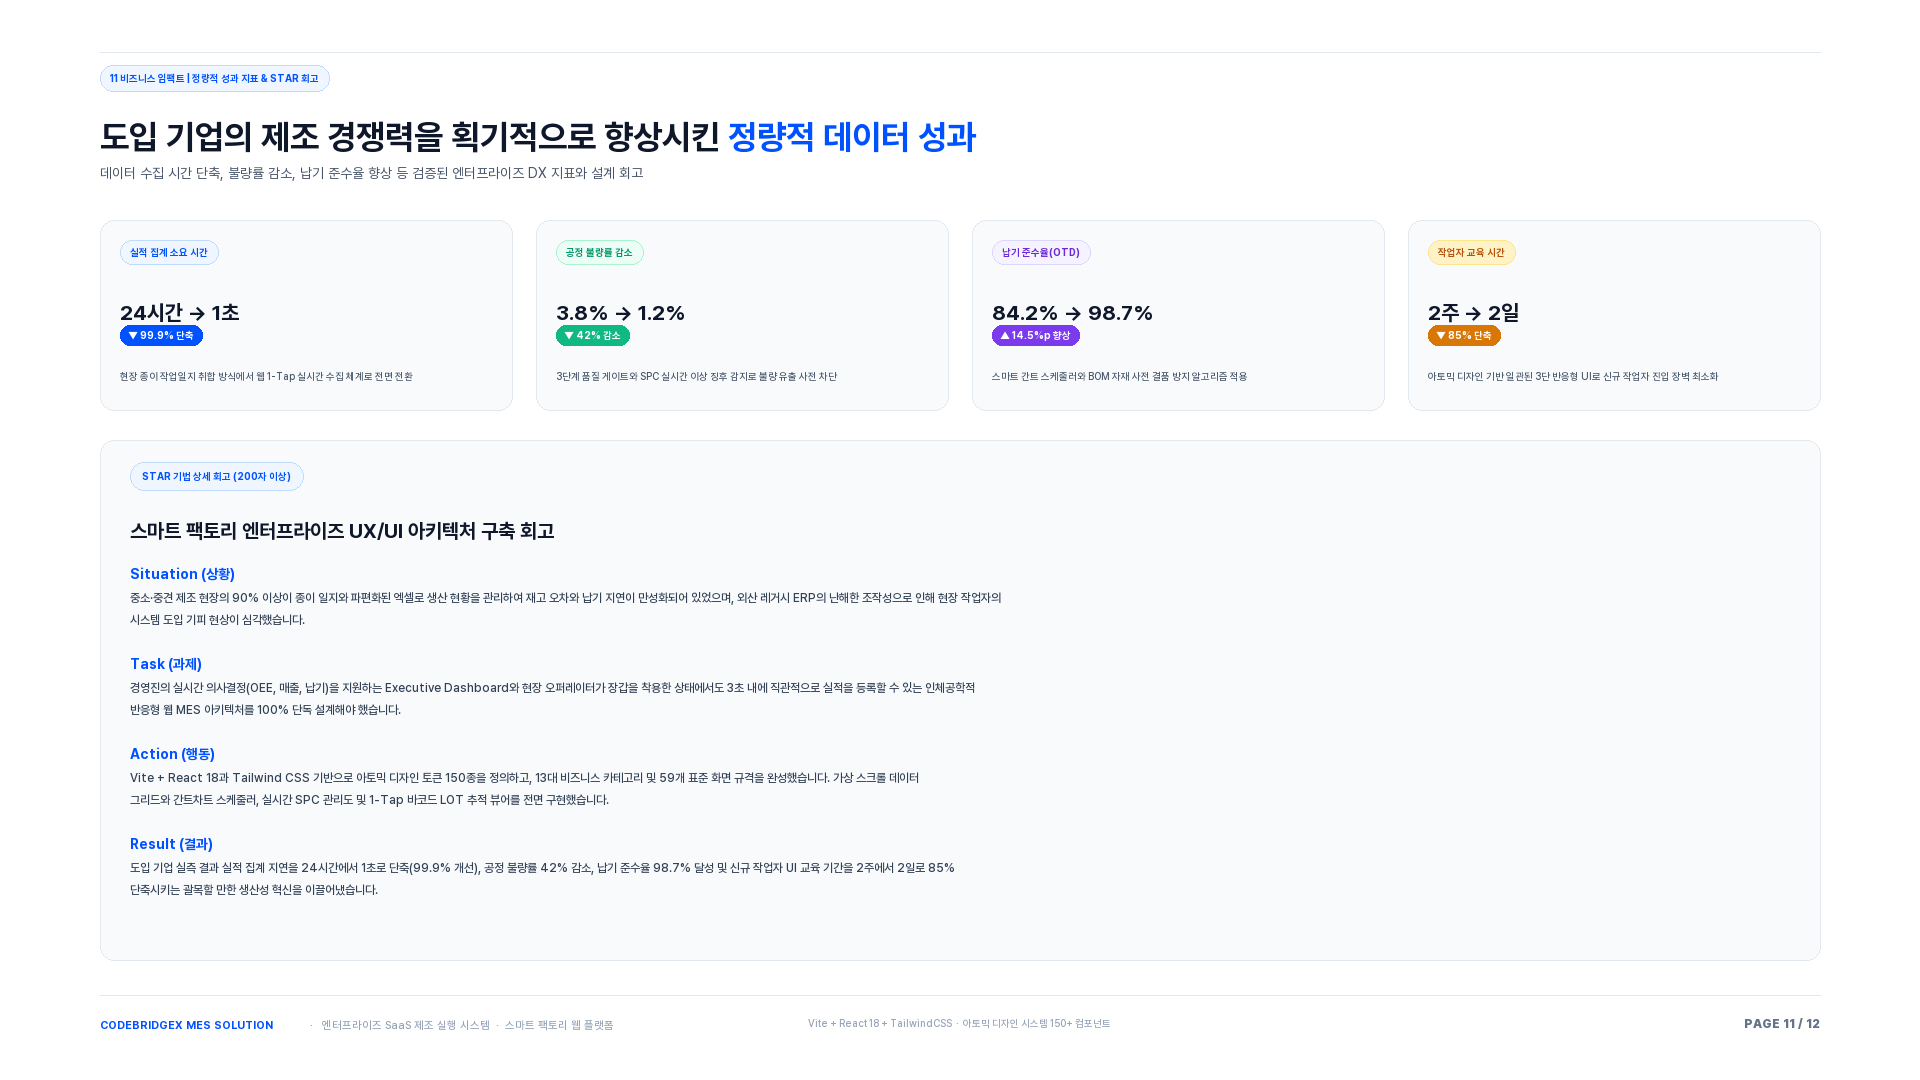 11 비즈니스 임팩트 | 정량적 성과 지표 & STAR 회고
도입 기업의 제조 경쟁력을 획기적으로 향상시킨 정량적 데이터 성과
데이터 수집 시간 단축, 불량률 감소, 납기 준수율 향상 등 검증된 엔터프라이즈 DX 지표와 설계 회고
실적 집계 소요 시간
24시간 → 1초
▼ 99.9% 단축
현장 종이 작업일지 취합 방식에서 웹 1-Tap 실시간 수집 체계로 전면 전환
공정 불량률 감소
3.8% → 1.2%
▼ 42% 감소
3단계 품질 게이트와 SPC 실시간 이상 징후 감지로 불량 유출 사전 차단
납기 준수율(OTD)
84.2% → 98.7%
▲ 14.5%p 향상
스마트 간트 스케줄러와 BOM 자재 사전 결품 방지 알고리즘 적용
작업자 교육 시간
2주 → 2일
▼ 85% 단축
아토믹 디자인 기반 일관된 3단 반응형 UI로 신규 작업자 진입 장벽 최소화
STAR 기법 상세 회고 (200자 이상)
스마트 팩토리 엔터프라이즈 UX/UI 아키텍처 구축 회고
Situation (상황)
중소·중견 제조 현장의 90% 이상이 종이 일지와 파편화된 엑셀로 생산 현황을 관리하여 재고 오차와 납기 지연이 만성화되어 있었으며, 외산 레거시 ERP의 난해한 조작성으로 인해 현장 작업자의
시스템 도입 기피 현상이 심각했습니다.
Task (과제)
경영진의 실시간 의사결정(OEE, 매출, 납기)을 지원하는 Executive Dashboard와 현장 오퍼레이터가 장갑을 착용한 상태에서도 3초 내에 직관적으로 실적을 등록할 수 있는 인체공학적
반응형 웹 MES 아키텍처를 100% 단독 설계해야 했습니다.
Action (행동)
Vite + React 18과 Tailwind CSS 기반으로 아토믹 디자인 토큰 150종을 정의하고, 13대 비즈니스 카테고리 및 59개 표준 화면 규격을 완성했습니다. 가상 스크롤 데이터
그리드와 간트차트 스케줄러, 실시간 SPC 관리도 및 1-Tap 바코드 LOT 추적 뷰어를 전면 구현했습니다.
Result (결과)
도입 기업 실측 결과 실적 집계 지연을 24시간에서 1초로 단축(99.9% 개선), 공정 불량률 42% 감소, 납기 준수율 98.7% 달성 및 신규 작업자 UI 교육 기간을 2주에서 2일로 85%
단축시키는 괄목할 만한 생산성 혁신을 이끌어냈습니다.
CODEBRIDGEX MES SOLUTION · 엔터프라이즈 SaaS 제조 실행 시스템 · 스마트 팩토리 웹 플랫폼
Vite + React 18 + TailwindCSS · 아토믹 디자인 시스템 150+ 컴포넌트
PAGE 11 / 12